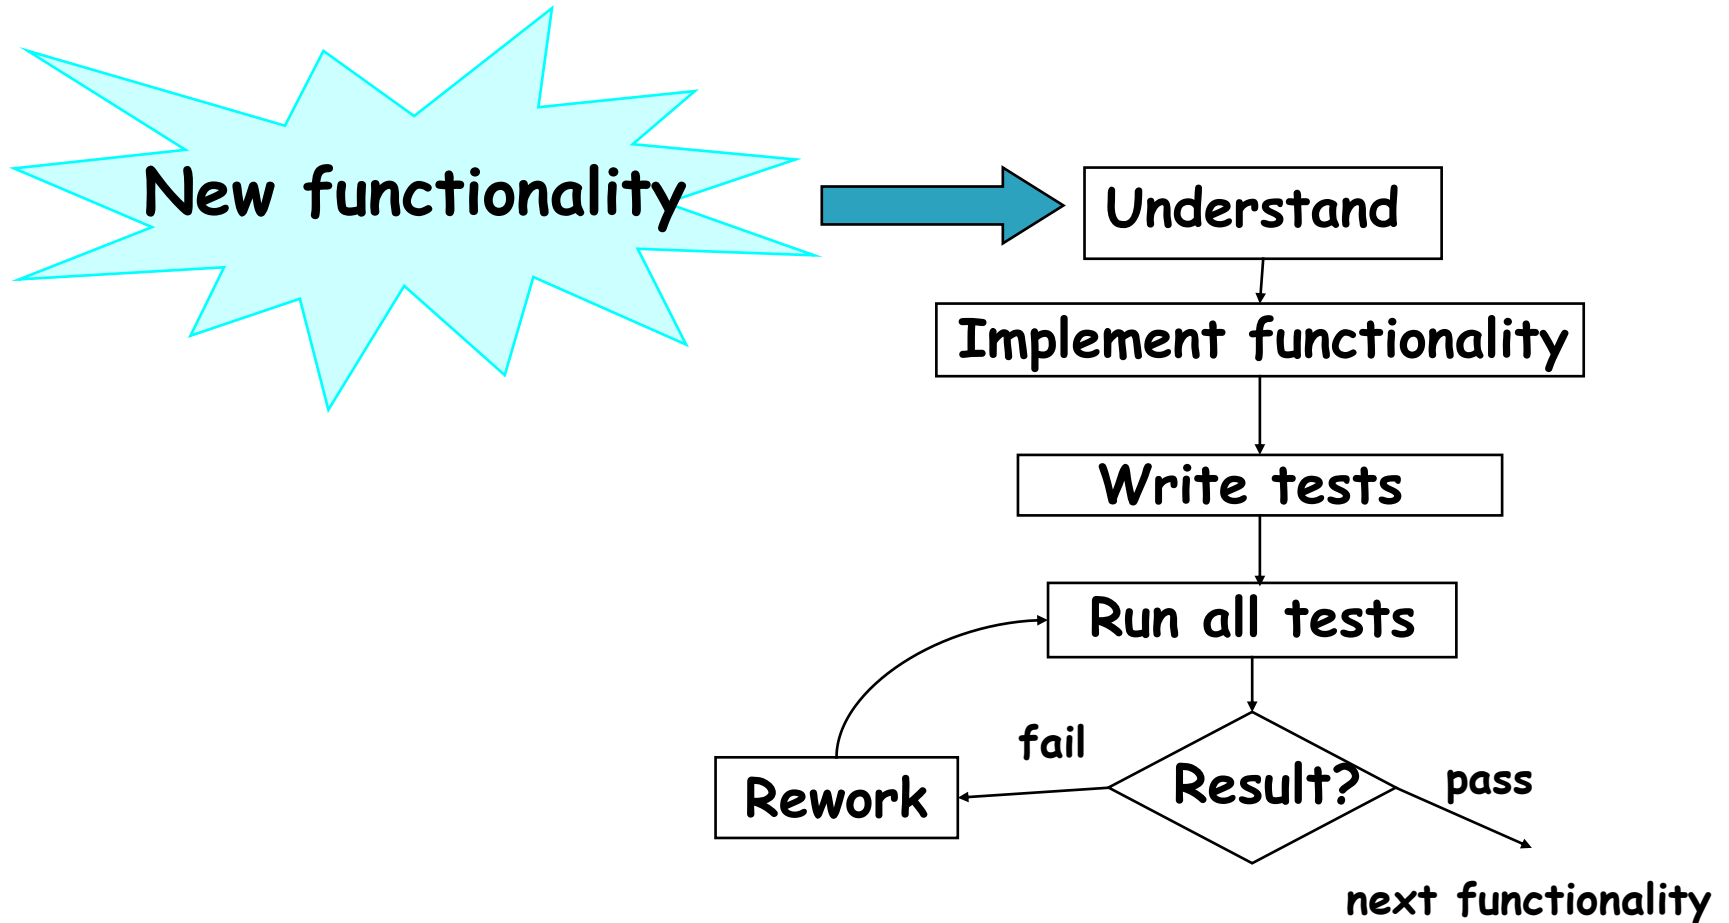 New functionality
Understand
Implement functionality
Write tests
Run all tests
fail
Result?
pass
Rework
next functionality